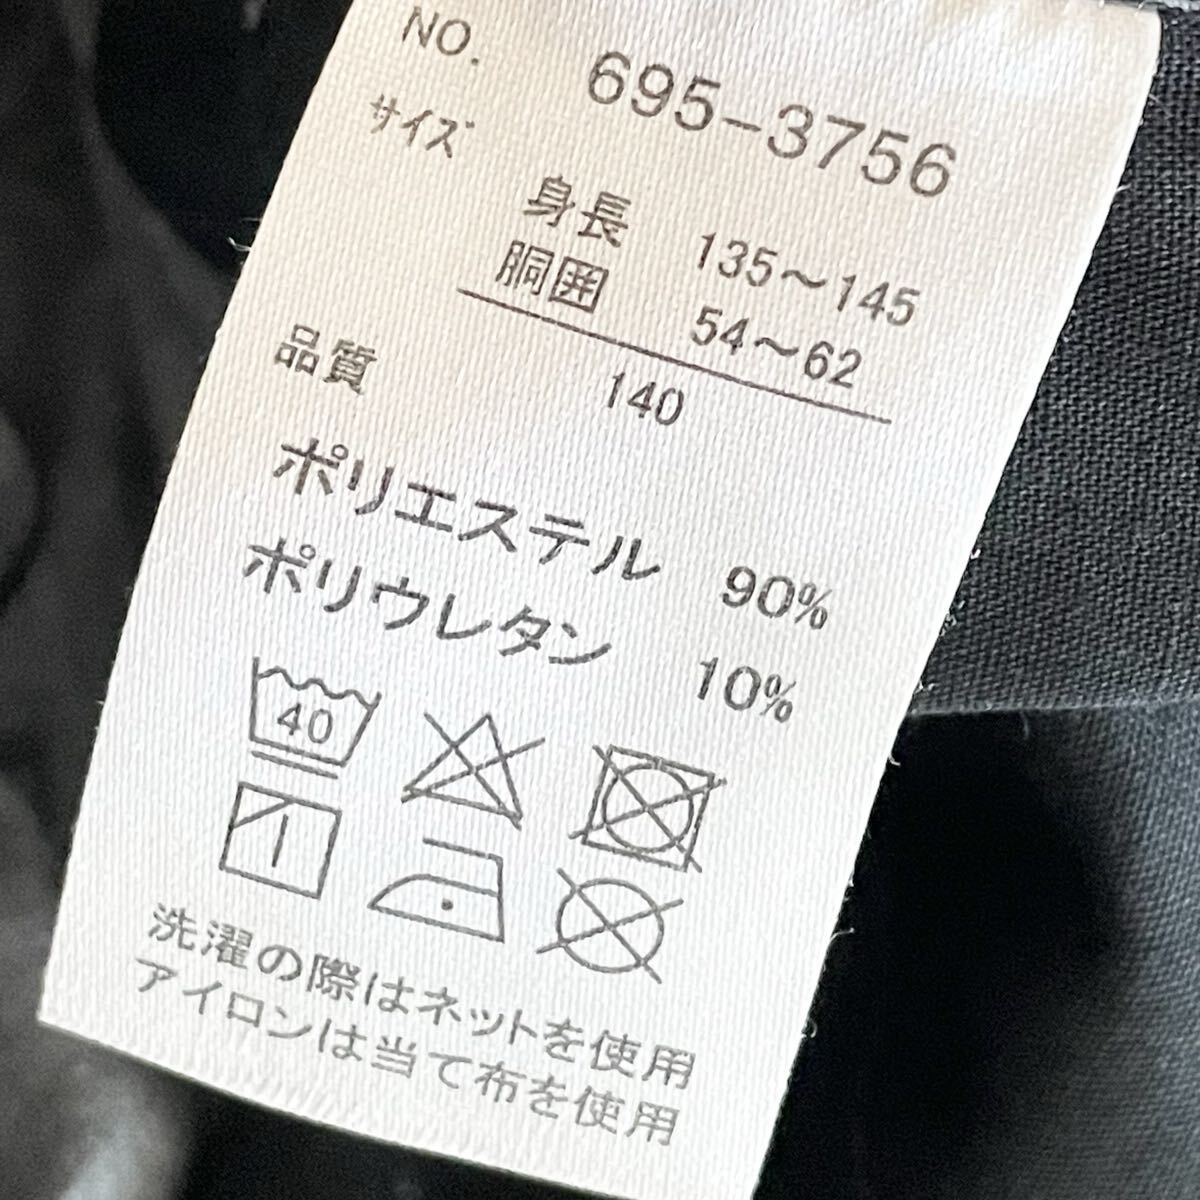 NO. 695-3756
サイズ
身長 135～145
胴囲 54～62
140
品質
ポリエステル 90%
ポリウレタン 10%
40
洗濯の際はネットを使用
アイロンは当て布を使用